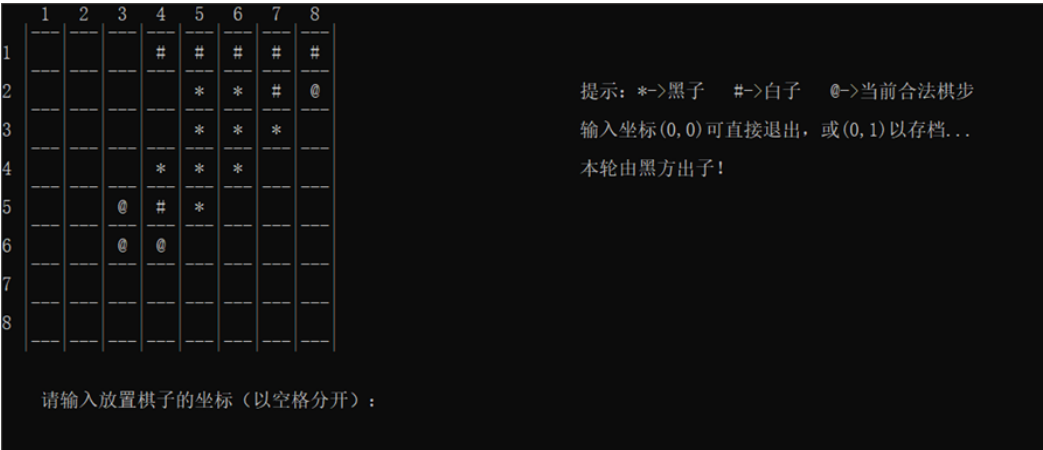 1 2 3 4 5 6 7 8
1 # # # # #
2 * * # @
提示：*->黑子 #->白子 @->当前合法棋步
3 * * *
输入坐标(0,0)可直接退出，或(0,1)以存档...
4 * * *
本轮由黑方出子！
5 @ # *
6 @ @
7
8
请输入放置棋子的坐标（以空格分开）：